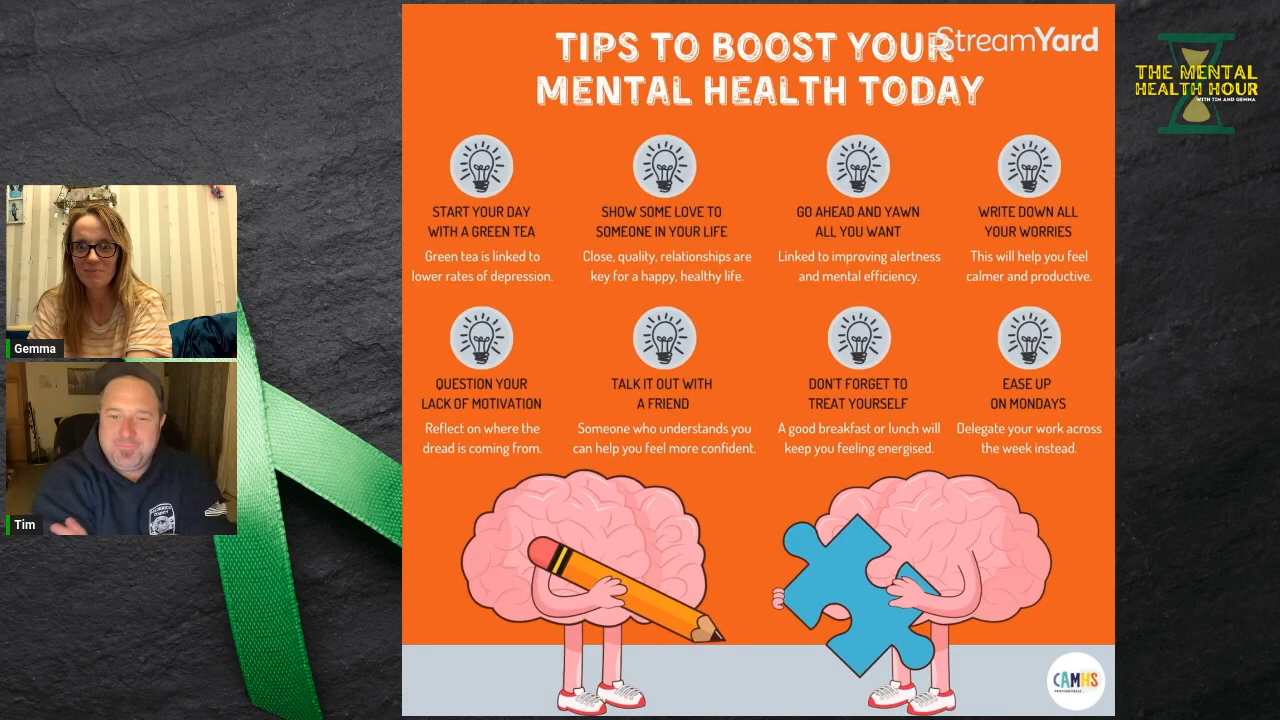 TIPS TO BOOST YOUR
MENTAL HEALTH TODAY
StreamYard
THE MENTAL
HEALTH HOUR
WITH TIM AND GEMMA
START YOUR DAY
WITH A GREEN TEA
Green tea is linked to
lower rates of depression.
SHOW SOME LOVE TO
SOMEONE IN YOUR LIFE
Close, quality, relationships are
key for a happy, healthy life.
GO AHEAD AND YAWN
ALL YOU WANT
Linked to improving alertness
and mental efficiency.
WRITE DOWN ALL
YOUR WORRIES
This will help you feel
calmer and productive.
QUESTION YOUR
LACK OF MOTIVATION
Reflect on where the
dread is coming from.
TALK IT OUT WITH
A FRIEND
Someone who understands you
can help you feel more confident.
DON'T FORGET TO
TREAT YOURSELF
A good breakfast or lunch will
keep you feeling energised.
EASE UP
ON MONDAYS
Delegate your work across
the week instead.
Gemma
Tim
CAMHS
PROFESSIONALS